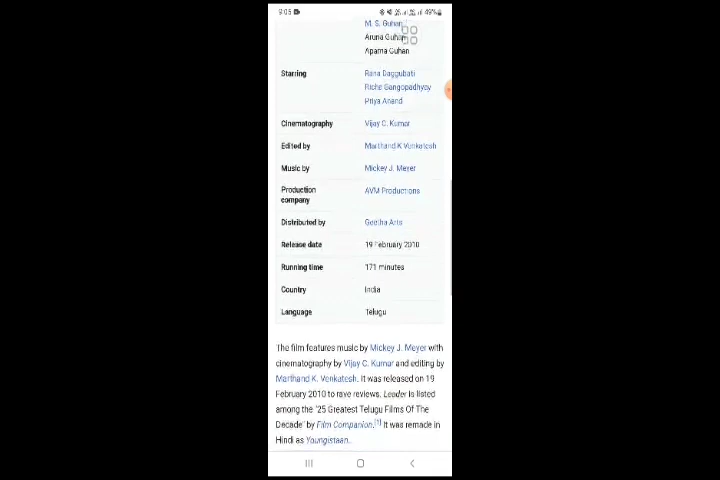 9:05
49%
M. S. Guhan
Aruna Guhan
Aparna Guhan
Starring
Rana Daggubati
Richa Gangopadhyay
Priya Anand
Cinematography
Vijay C. Kumar
Edited by
Marthand K Venkatesh
Music by
Mickey J. Meyer
Production
company
AVM Productions
Distributed by
Geetha Arts
Release date
19 February 2010
Running time
171 minutes
Country
India
Language
Telugu
The film features music by Mickey J. Meyer with
cinematography by Vijay C. Kumar and editing by
Marthand K. Venkatesh. It was released on 19
February 2010 to rave reviews. Leader is listed
among the "25 Greatest Telugu Films Of The
Decade" by Film Companion.[1] It was remade in
Hindi as Youngistaan.